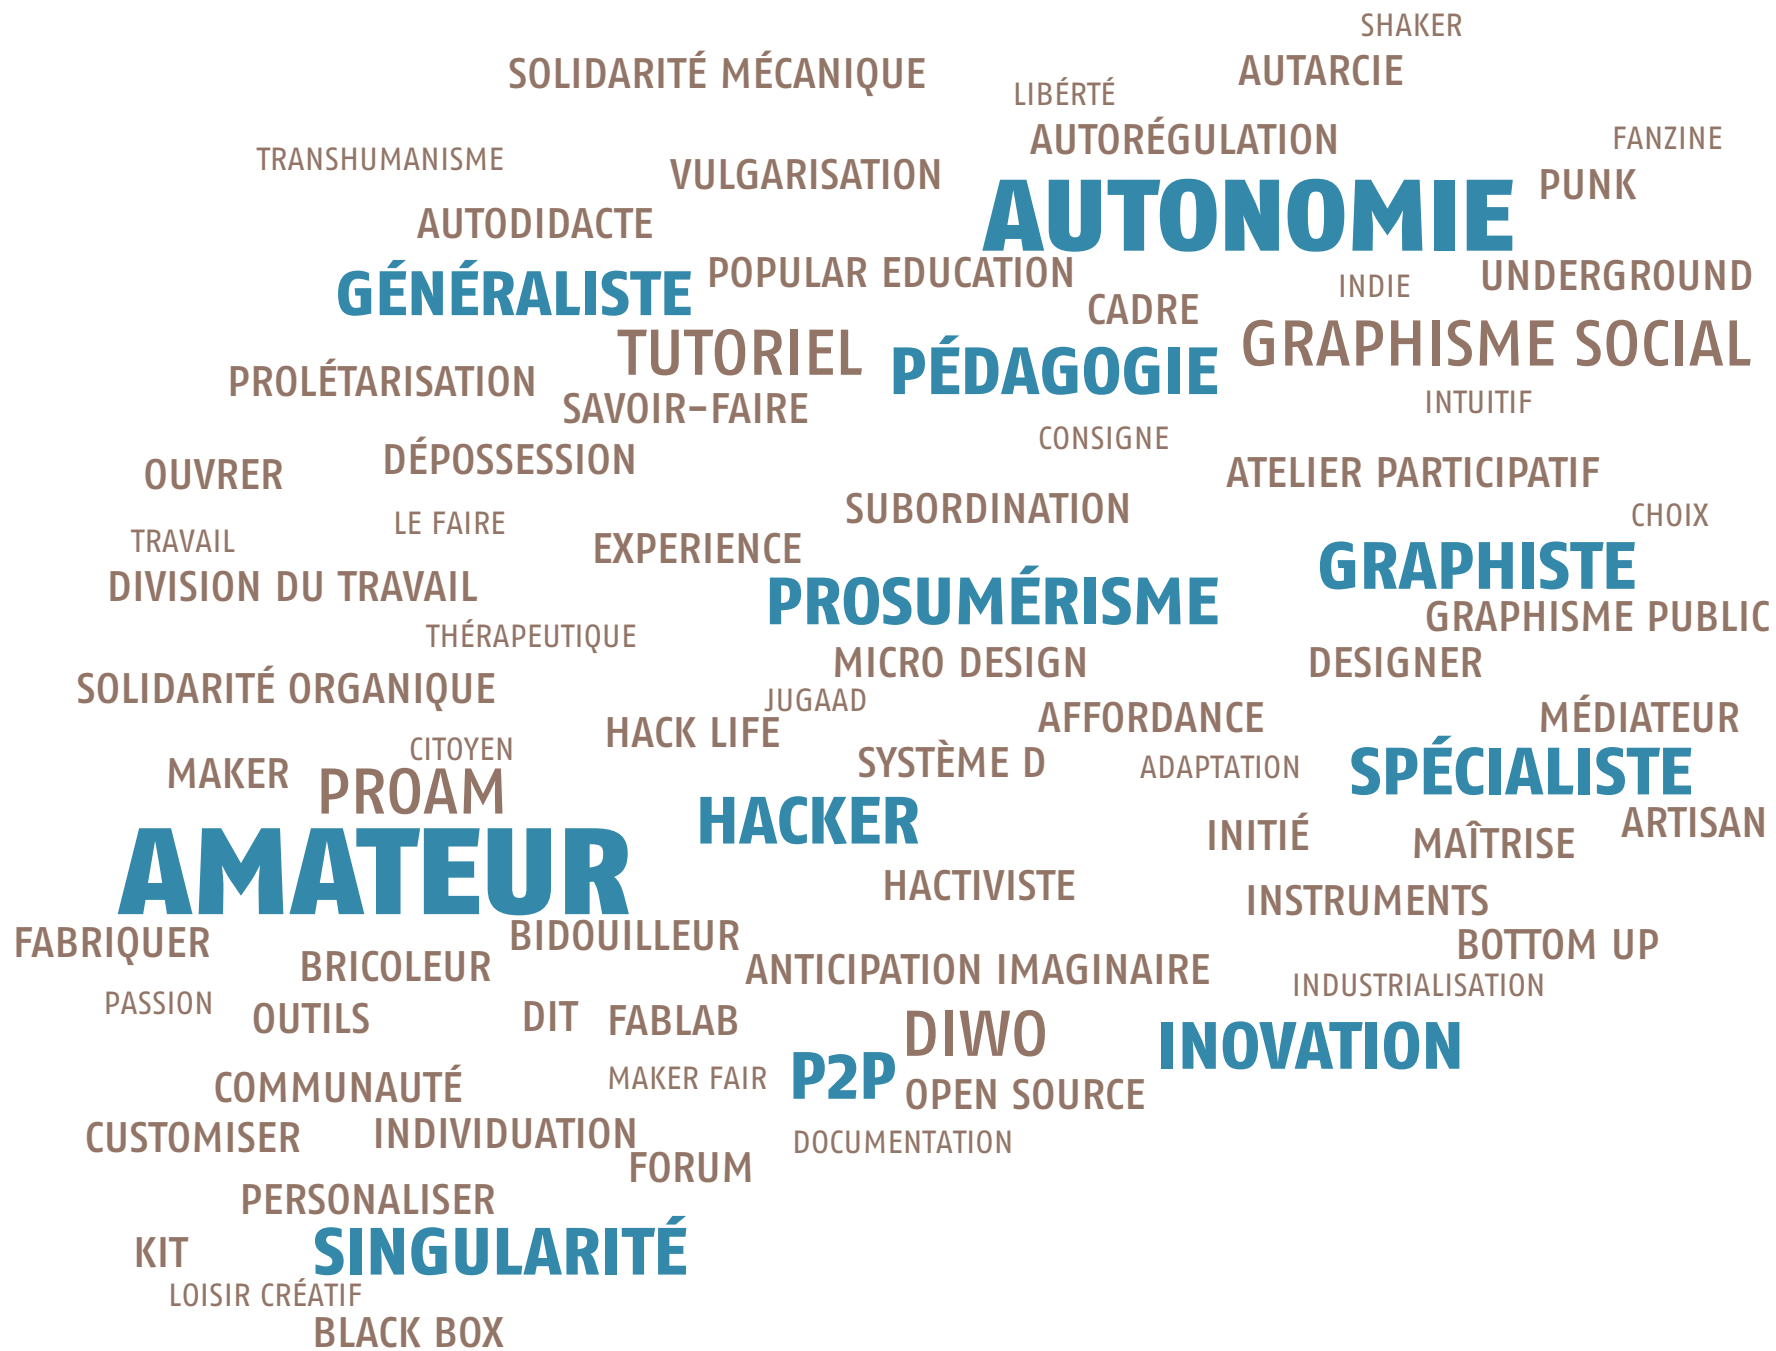 SHAKER
SOLIDARITÉ MÉCANIQUE
AUTARCIE
LIBÉRTÉ
AUTORÉGULATION
FANZINE
TRANSHUMANISME
VULGARISATION
PUNK
AUTONOMIE
AUTODIDACTE
POPULAR EDUCATION
UNDERGROUND
INDIE
GÉNÉRALISTE
CADRE
TUTORIEL
GRAPHISME SOCIAL
PÉDAGOGIE
PROLÉTARISATION
INTUITIF
SAVOIR-FAIRE
CONSIGNE
DÉPOSSESSION
OUVRER
ATELIER PARTICIPATIF
SUBORDINATION
CHOIX
LE FAIRE
TRAVAIL
EXPERIENCE
GRAPHISTE
DIVISION DU TRAVAIL
PROSUMÉRISME
GRAPHISME PUBLIC
THÉRAPEUTIQUE
MICRO DESIGN
DESIGNER
SOLIDARITÉ ORGANIQUE
JUGAAD
AFFORDANCE
MÉDIATEUR
HACK LIFE
CITOYEN
SYSTÈME D
ADAPTATION
SPÉCIALISTE
MAKER
PROAM
HACKER
ARTISAN
INITIÉ
MAÎTRISE
AMATEUR
HACTIVISTE
INSTRUMENTS
BIDOUILLEUR
FABRIQUER
BOTTOM UP
BRICOLEUR
ANTICIPATION IMAGINAIRE
INDUSTRIALISATION
PASSION
OUTILS
DIT
FABLAB
DIWO
INOVATION
P2P
MAKER FAIR
COMMUNAUTÉ
OPEN SOURCE
CUSTOMISER
INDIVIDUATION
DOCUMENTATION
FORUM
PERSONALISER
KIT
SINGULARITÉ
LOISIR CRÉATIF
BLACK BOX